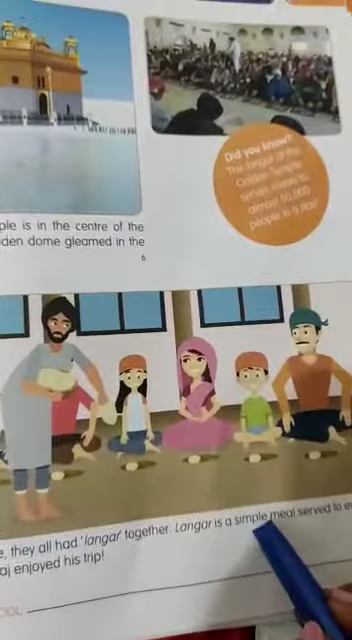 Did you know?
The langar at the
Golden Temple
serves meals to
almost 50,000
people in a day!
ple is in the centre of the
den dome gleamed in the
6
e, they all had 'langar' together. Langar is a simple meal served to e
aj enjoyed his trip!
OOL